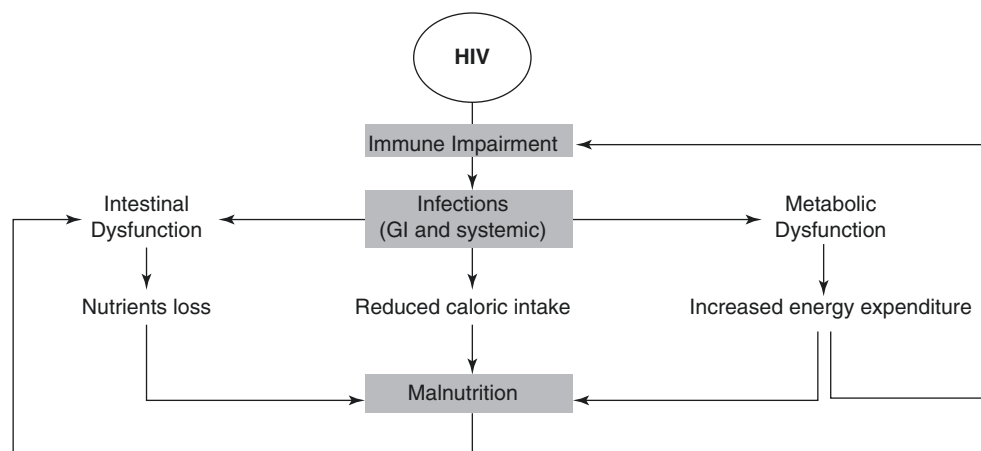 HIV
Immune Impairment
Intestinal
Dysfunction
Infections
(GI and systemic)
Metabolic
Dysfunction
Nutrients loss
Reduced caloric intake
Increased energy expenditure
Malnutrition